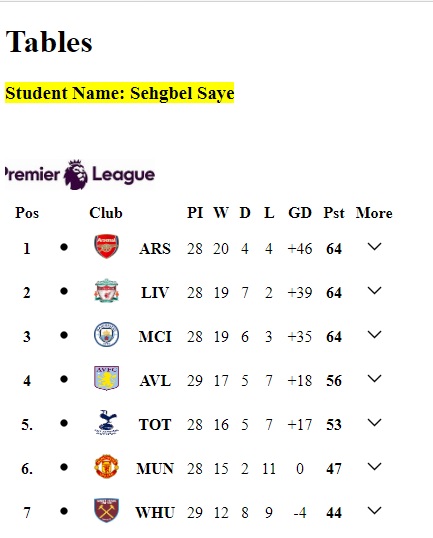 Tables
Student Name: Sehgbel Saye
Premier League
Pos Club PI W D L GD Pst More
1 • ARS 28 20 4 4 +46 64
2 • LIV 28 19 7 2 +39 64
3 • MCI 28 19 6 3 +35 64
4 • AVL 29 17 5 7 +18 56
5. • TOT 28 16 5 7 +17 53
6. • MUN 28 15 2 11 0 47
7 • WHU 29 12 8 9 -4 44